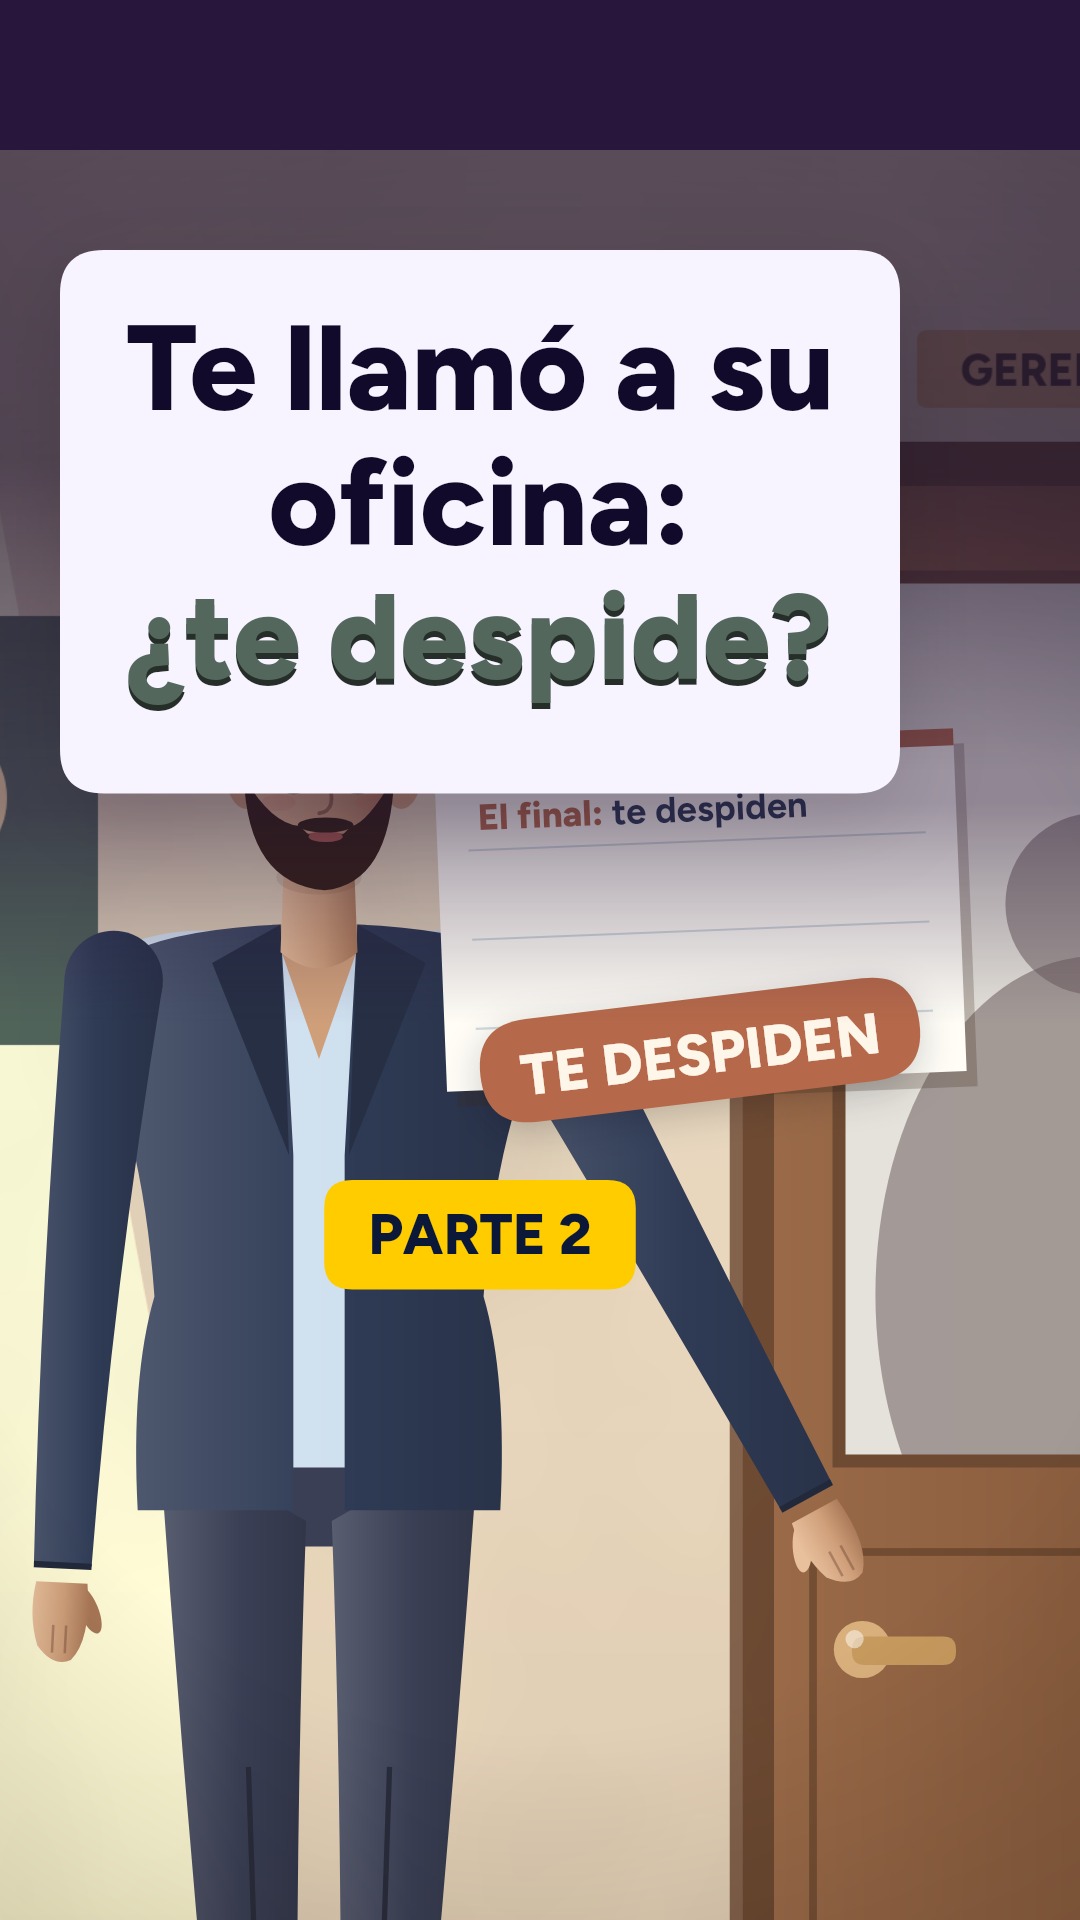 Te llamó a su
oficina:
¿te despide?
El final: te despiden
TE DESPIDEN
PARTE 2